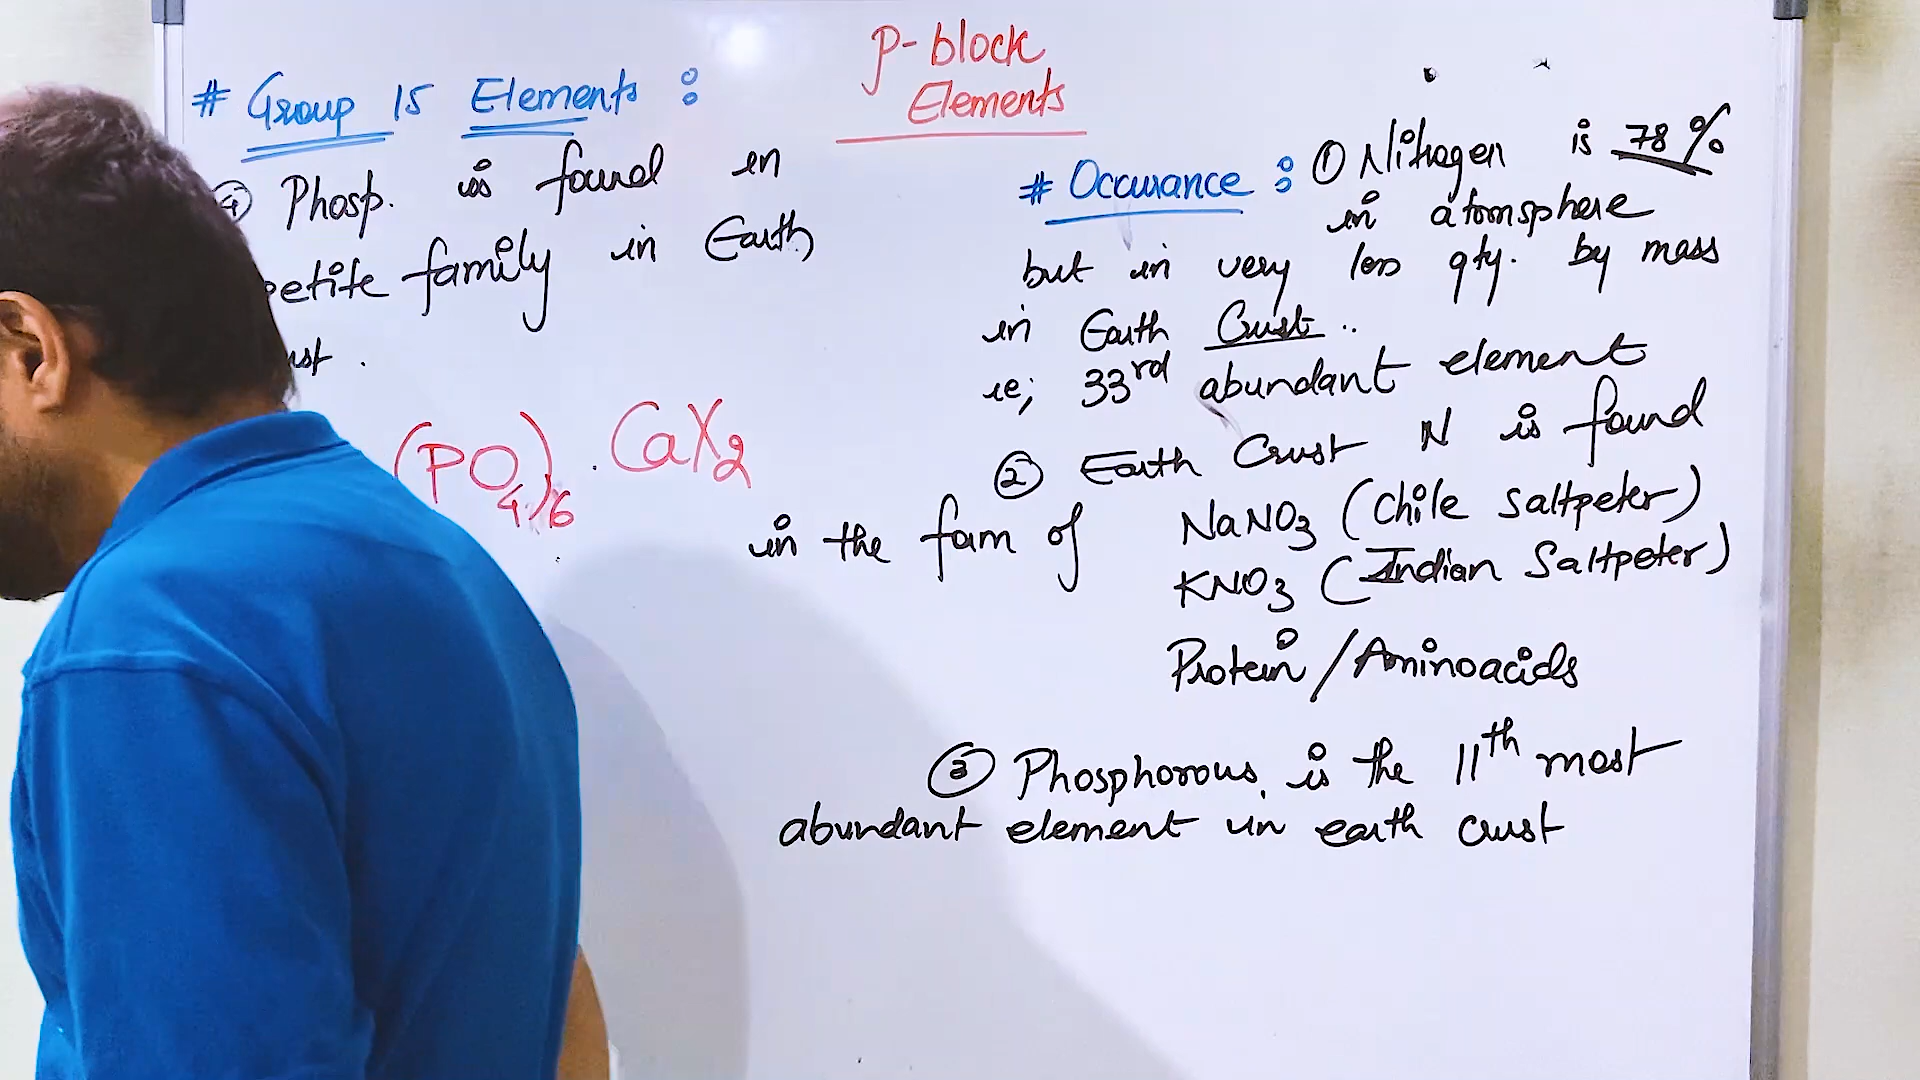 p-block
Elements
# Group 15 Elements :
④ Phosp. is found in
family in Earth
.
(PO4)6 . CaX2
# Occurance : ① Nitrogen is 78%
in atomsphere
but in very less qty. by mass
in Earth Crust ..
ie; 33rd abundant element
② Earth Crust N is found
in the form of NaNO3 (Chile Saltpeter)
KNO3 (Indian Saltpeter)
Protein / Aminoacids
③ Phosphorous is the 11th most
abundant element in earth crust